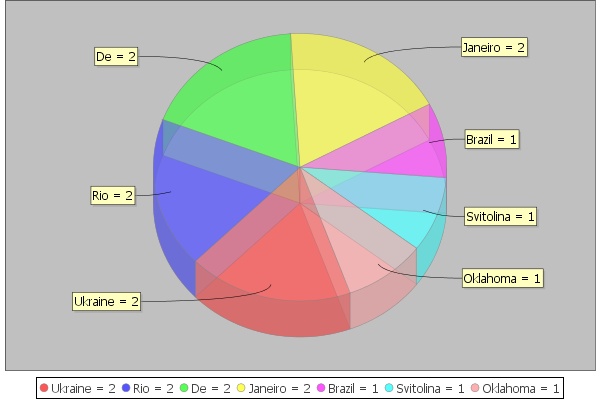 De = 2
Janeiro = 2
Brazil = 1
Rio = 2
Svitolina = 1
Oklahoma = 1
Ukraine = 2
Ukraine = 2 Rio = 2 De = 2 Janeiro = 2 Brazil = 1 Svitolina = 1 Oklahoma = 1